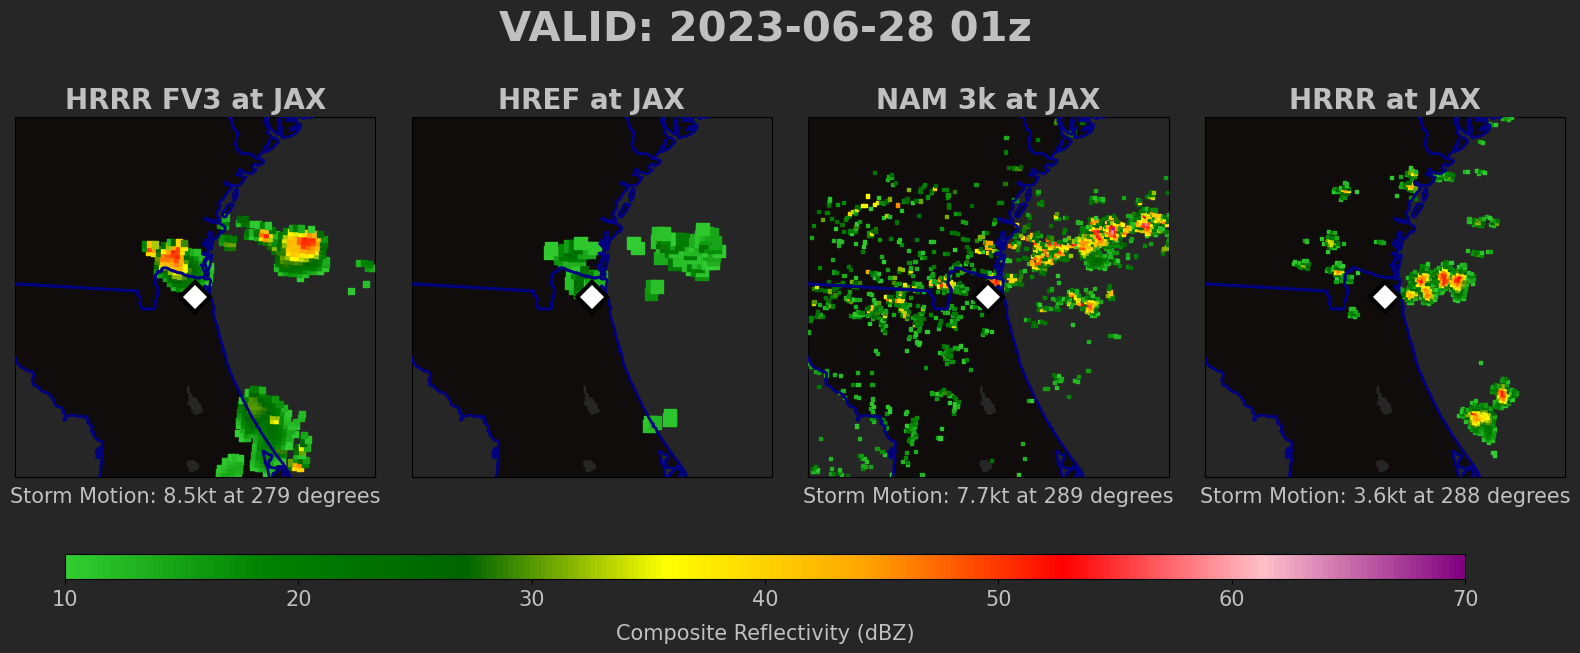 VALID: 2023-06-28 01z
HRRR FV3 at JAX
HREF at JAX
NAM 3k at JAX
HRRR at JAX
Storm Motion: 8.5kt at 279 degrees
Storm Motion: 7.7kt at 289 degrees
Storm Motion: 3.6kt at 288 degrees
10 20 30 40 50 60 70
Composite Reflectivity (dBZ)